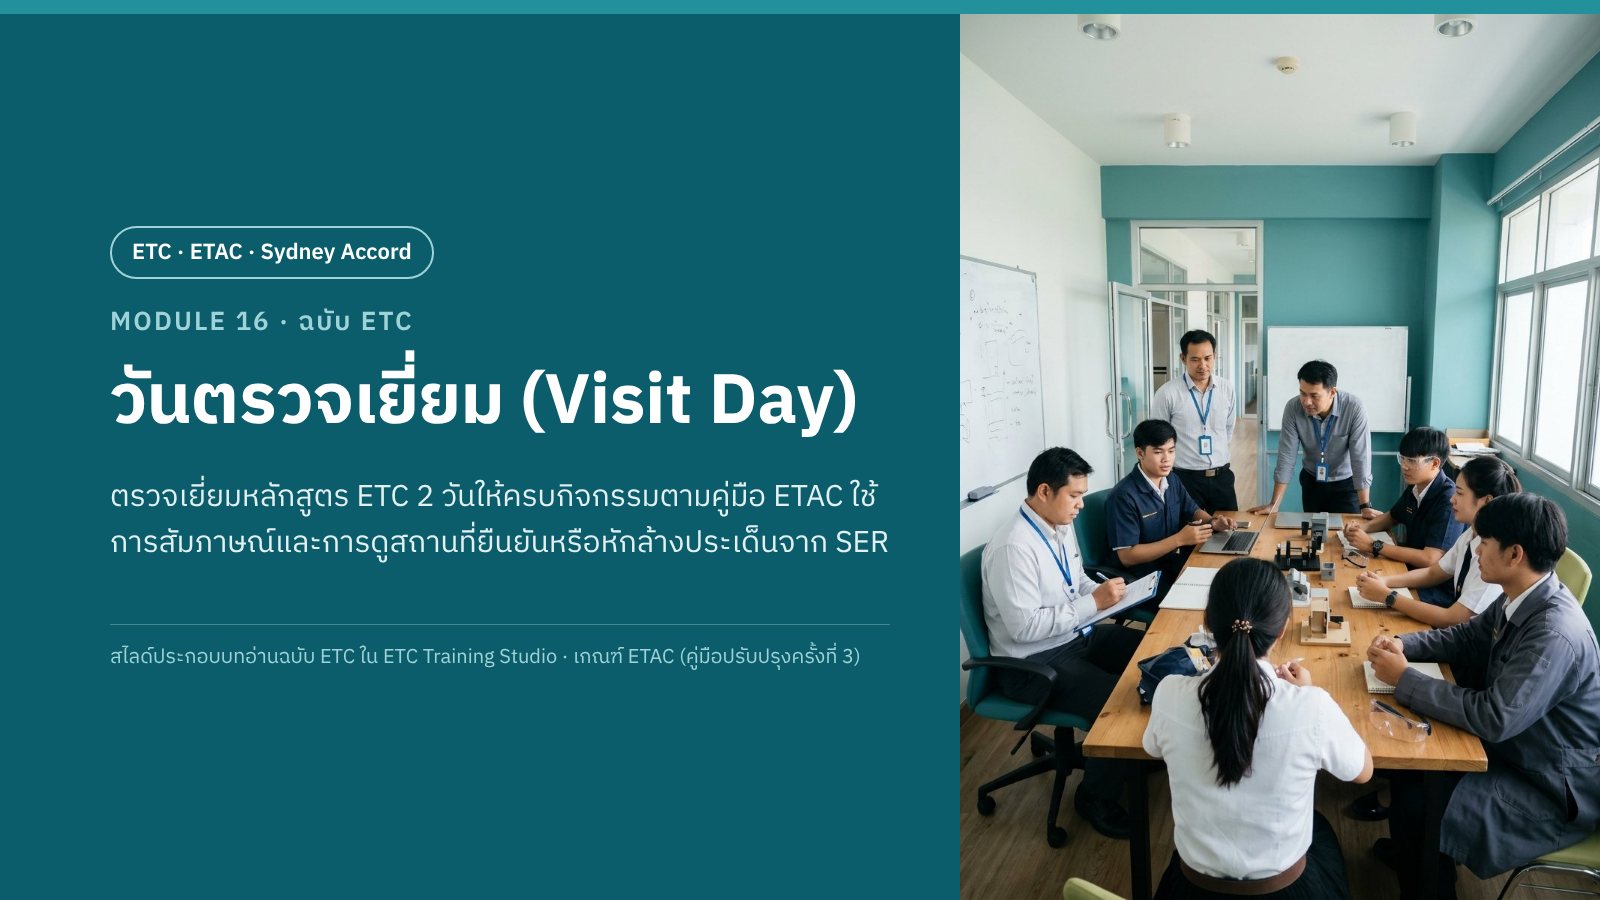 ETC · ETAC · Sydney Accord
MODULE 16 · ฉบับ ETC
วันตรวจเยี่ยม (Visit Day)
ตรวจเยี่ยมหลักสูตร ETC 2 วันให้ครบกิจกรรมตามคู่มือ ETAC ใช้
การสัมภาษณ์และการดูสถานที่ยืนยันหรือหักล้างประเด็นจาก SER
สไลด์ประกอบบทอ่านฉบับ ETC ใน ETC Training Studio · เกณฑ์ ETAC (คู่มือปรับปรุงครั้งที่ 3)